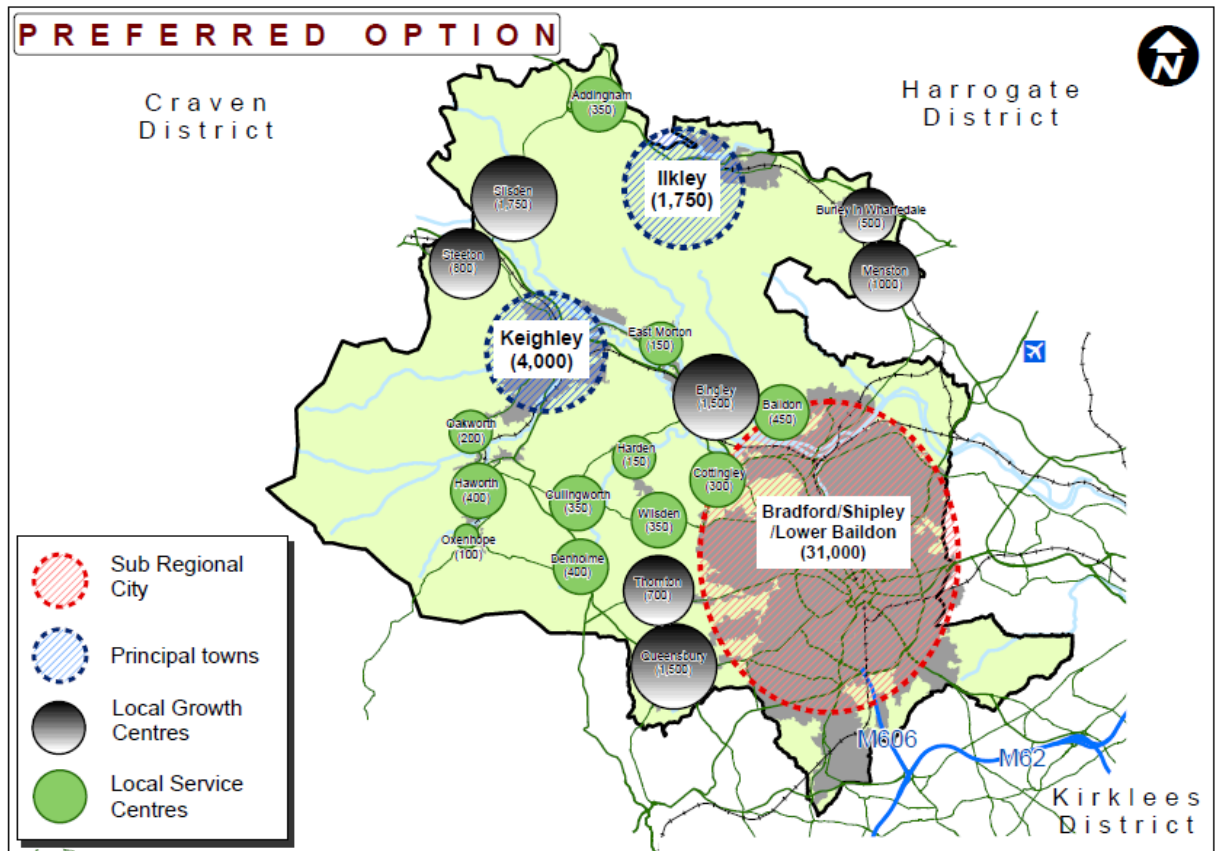 PREFERRED OPTION
N
Craven
District
Harrogate
District
Addingham
(350)
Ilkley
(1,750)
Silsden
(1,750)
Burley in Wharfedale
(500)
Steeton
(800)
Menston
(1000)
Keighley
(4,000)
East Morton
(150)
Bingley
(1,500)
Baildon
(450)
Oakworth
(200)
Harden
(150)
Cottingley
(300)
Haworth
(400)
Cullingworth
(350)
Wilsden
(350)
Bradford/Shipley
/Lower Baildon
(31,000)
Oxenhope
(100)
Denholme
(400)
Thornton
(700)
Queensbury
(1,500)
M606
M62
Kirklees
District
Sub Regional
City
Principal towns
Local Growth
Centres
Local Service
Centres